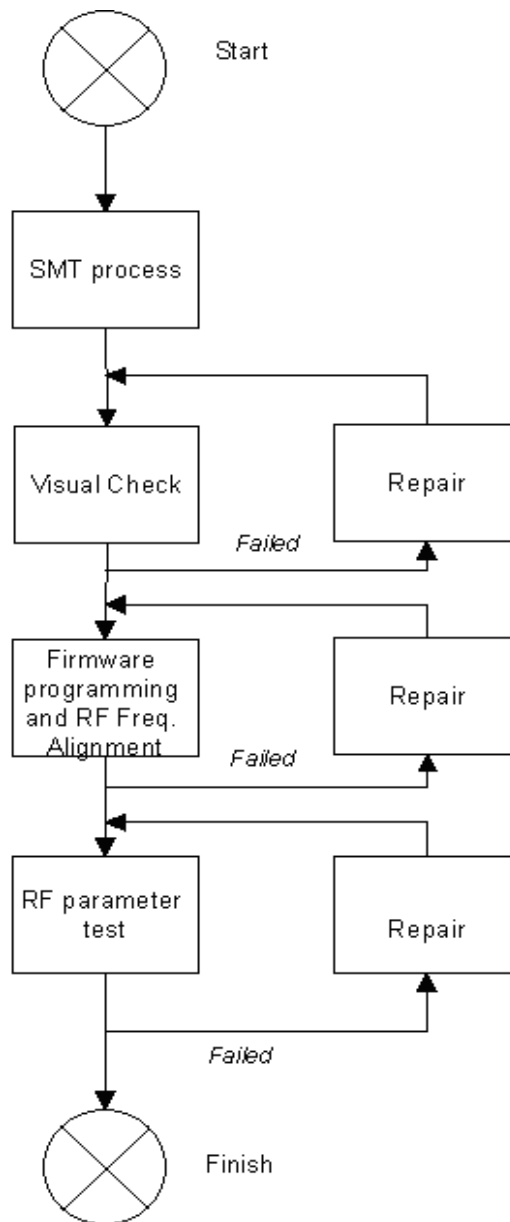 Start
SMT process
Visual Check
Repair
Failed
Firmware
programming
and RF Freq.
Alignment
Repair
Failed
RF parameter
test
Repair
Failed
Finish